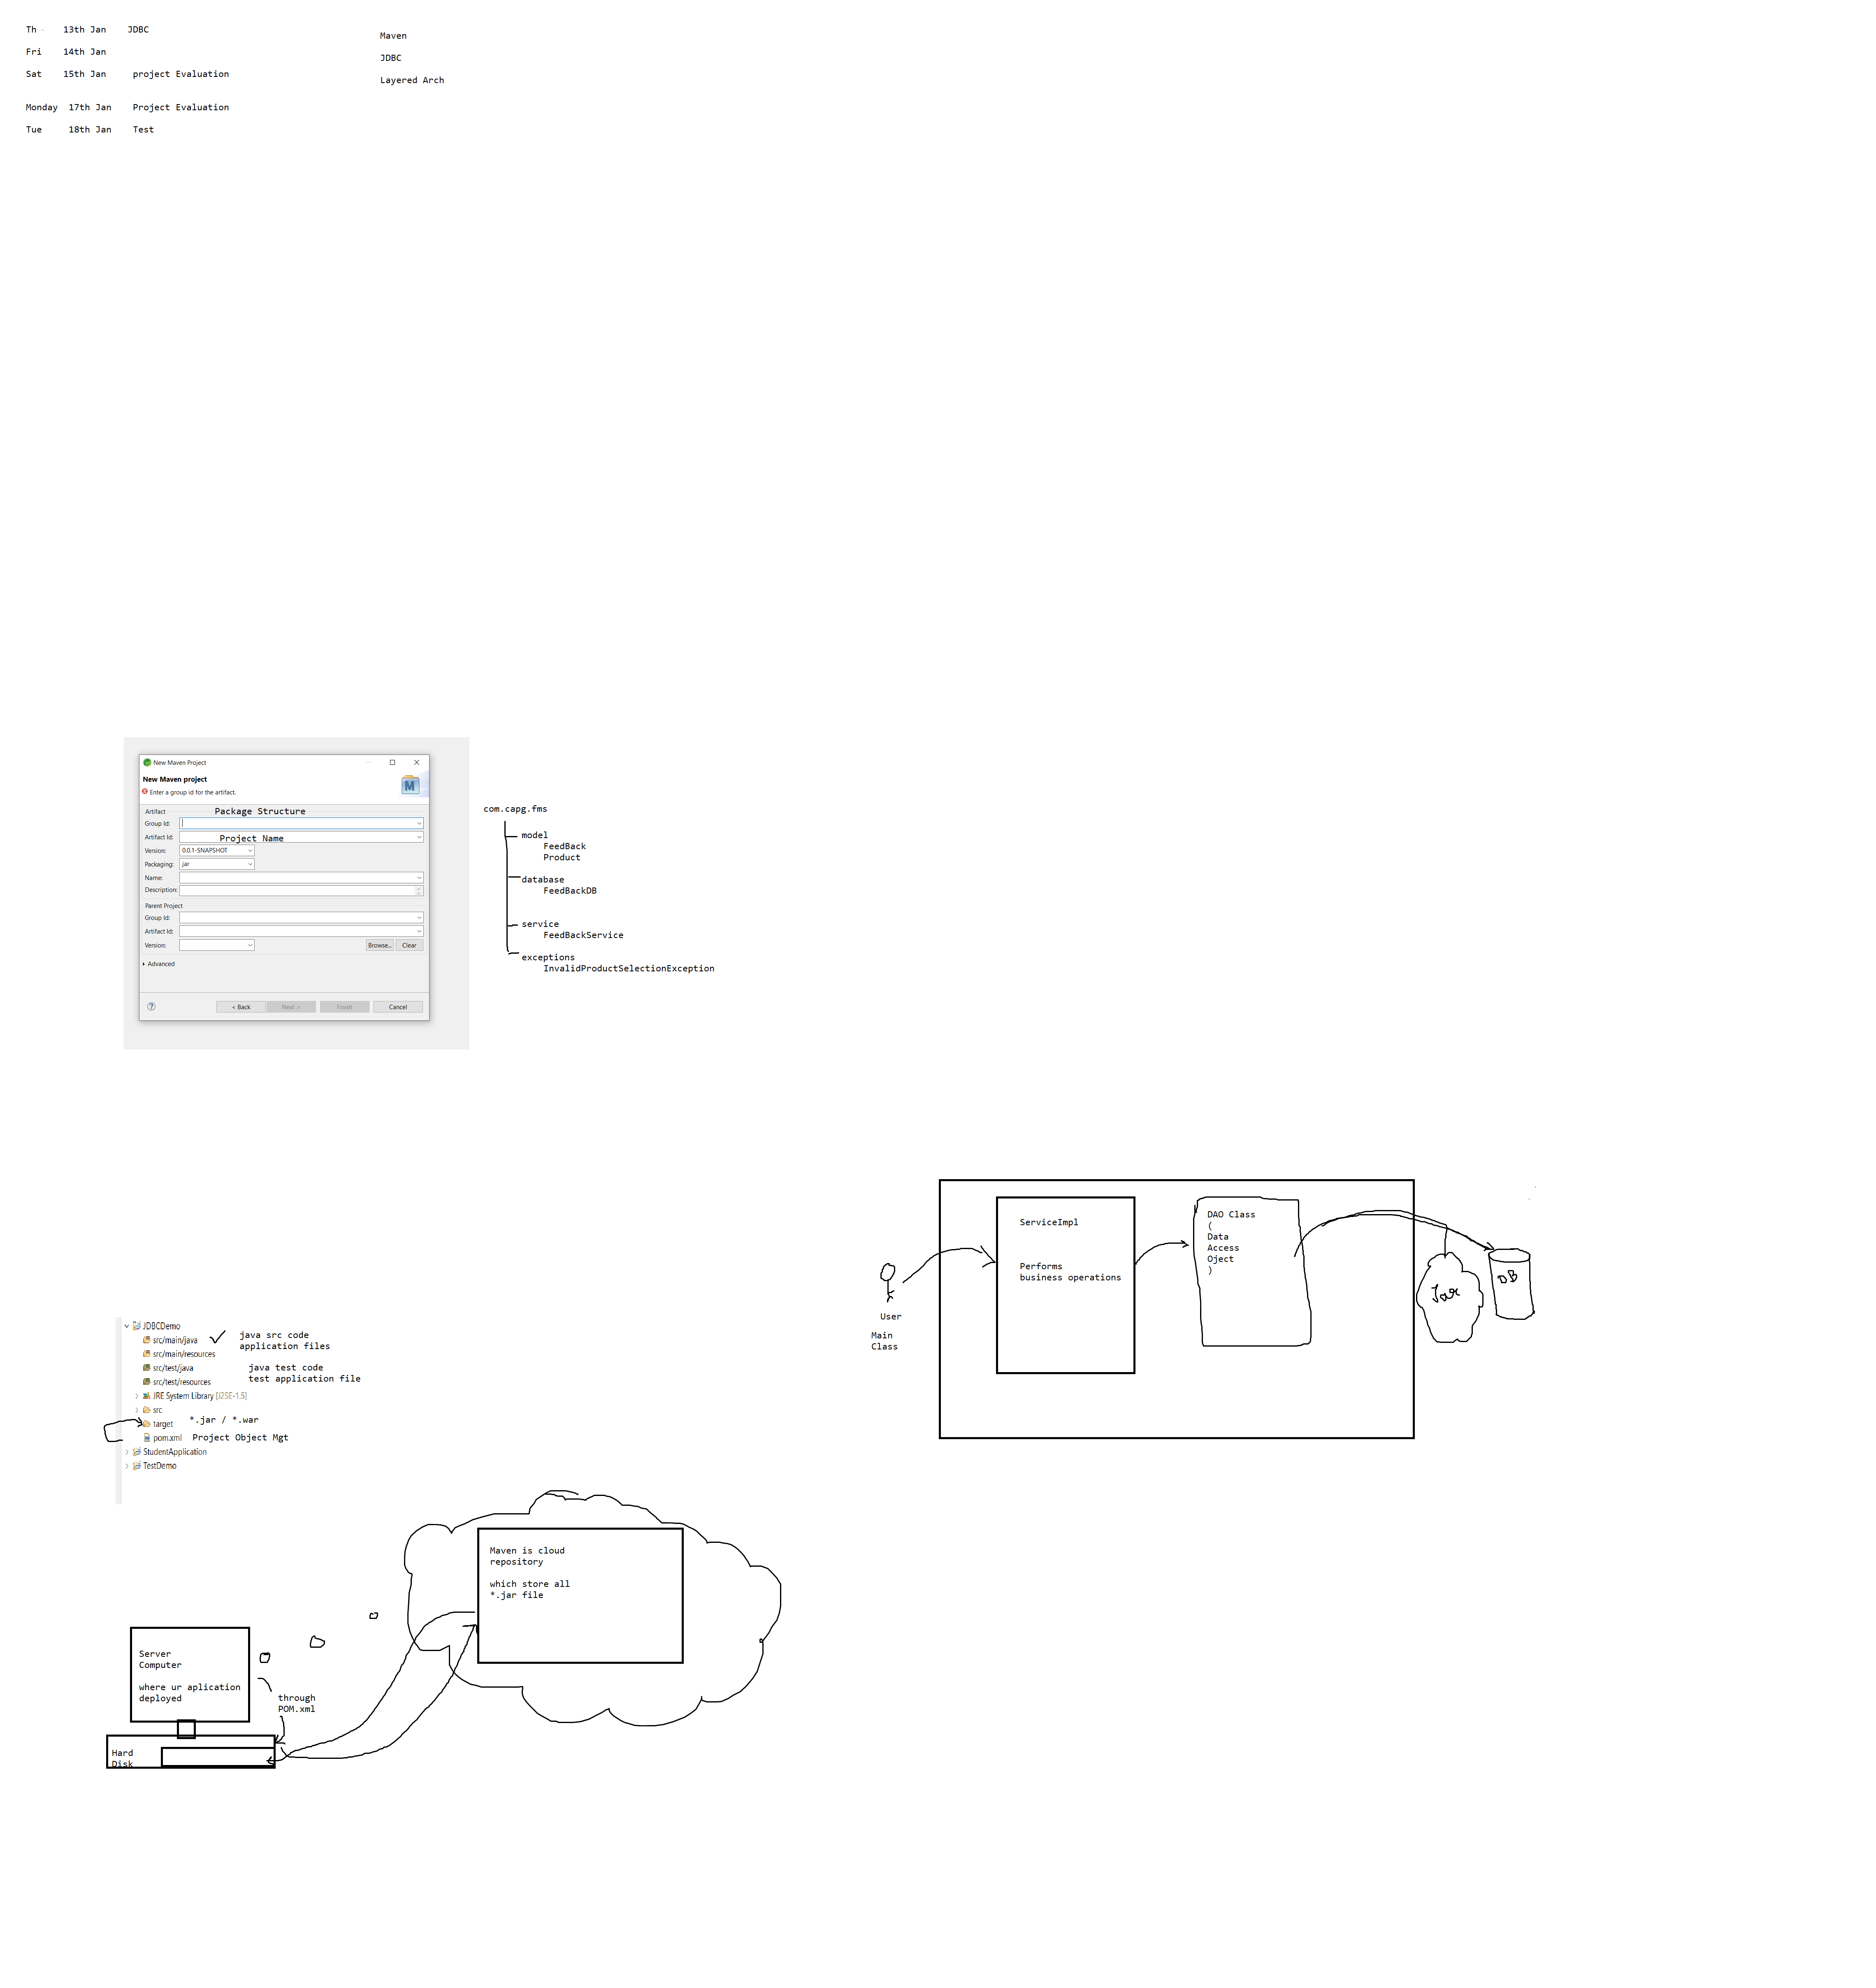 Th - 13th Jan JDBC
Fri 14th Jan
Sat 15th Jan project Evaluation
Monday 17th Jan Project Evaluation
Tue 18th Jan Test
Maven
JDBC
Layered Arch
New Maven Project
New Maven project
Enter a group id for the artifact.
M
Artifact
Package Structure
Group Id:
Artifact Id:
Project Name
Version: 0.0.1-SNAPSHOT
Packaging: jar
Name:
Description:
Parent Project
Group Id:
Artifact Id:
Version:
Browse... Clear
Advanced
? < Back Next > Finish Cancel
com.capg.fms
model
FeedBack
Product
database
FeedBackDB
service
FeedBackService
exceptions
InvalidProductSelectionException
ServiceImpl
Performs
business operations
DAO Class
(
Data
Access
Oject
)
Jar
DB
User
Main
Class
JDBCDemo
src/main/java
java src code
application files
src/main/resources
src/test/java
java test code
test application file
src/test/resources
JRE System Library [J2SE-1.5]
src
target *.jar / *.war
pom.xml Project Object Mgt
StudentApplication
TestDemo
Maven is cloud
repository
which store all
*.jar file
Server
Computer
where ur aplication
deployed
through
POM.xml
Hard
Disk